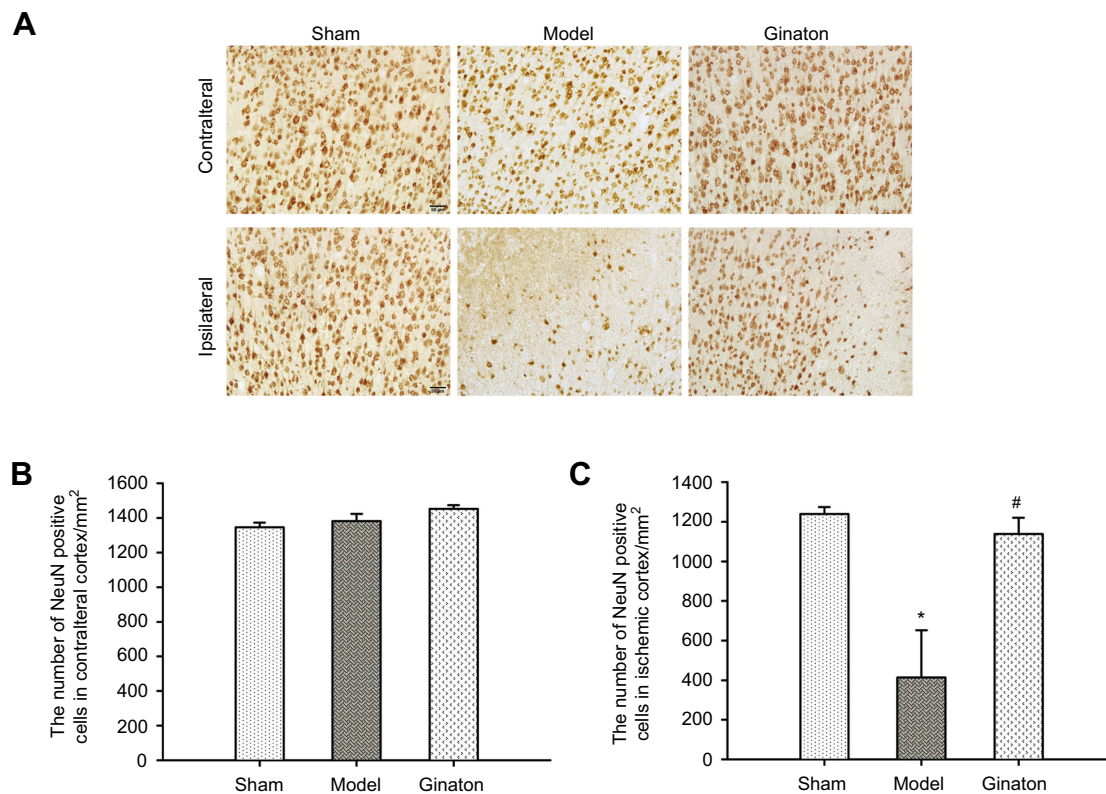 A
Sham Model Ginaton
Contralteral
Ipsilateral
B
The number of NeuN positive
cells in contralteral cortex/mm²
1600
1400
1200
1000
800
600
400
200
0
Sham Model Ginaton
C
The number of NeuN positive
cells in ischemic cortex/mm²
1400
1200
1000
800
600
400
200
0
*
#
Sham Model Ginaton